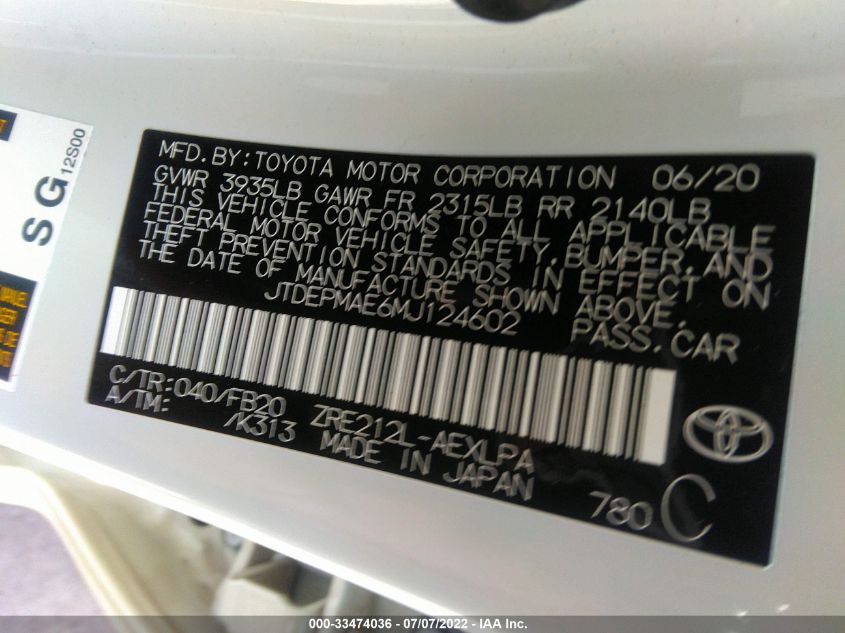 MFD.BY:TOYOTA MOTOR CORPORATION 06/20
GVWR 3935LB GAWR FR 2315LB RR 2140LB
THIS VEHICLE CONFORMS TO ALL APPLICABLE
FEDERAL MOTOR VEHICLE SAFETY,BUMPER,AND
THEFT PREVENTION STANDARDS IN EFFECT ON
THE DATE OF MANUFACTURE SHOWN ABOVE.
JTDEPMAE6MJ124602 PASS.CAR
C/TR:040/FB20 ZRE212L-AEXLPA
A/TM: /K313 MADE IN JAPAN
780 C
SG
12S00
000-33474036 - 07/07/2022 - IAA Inc.